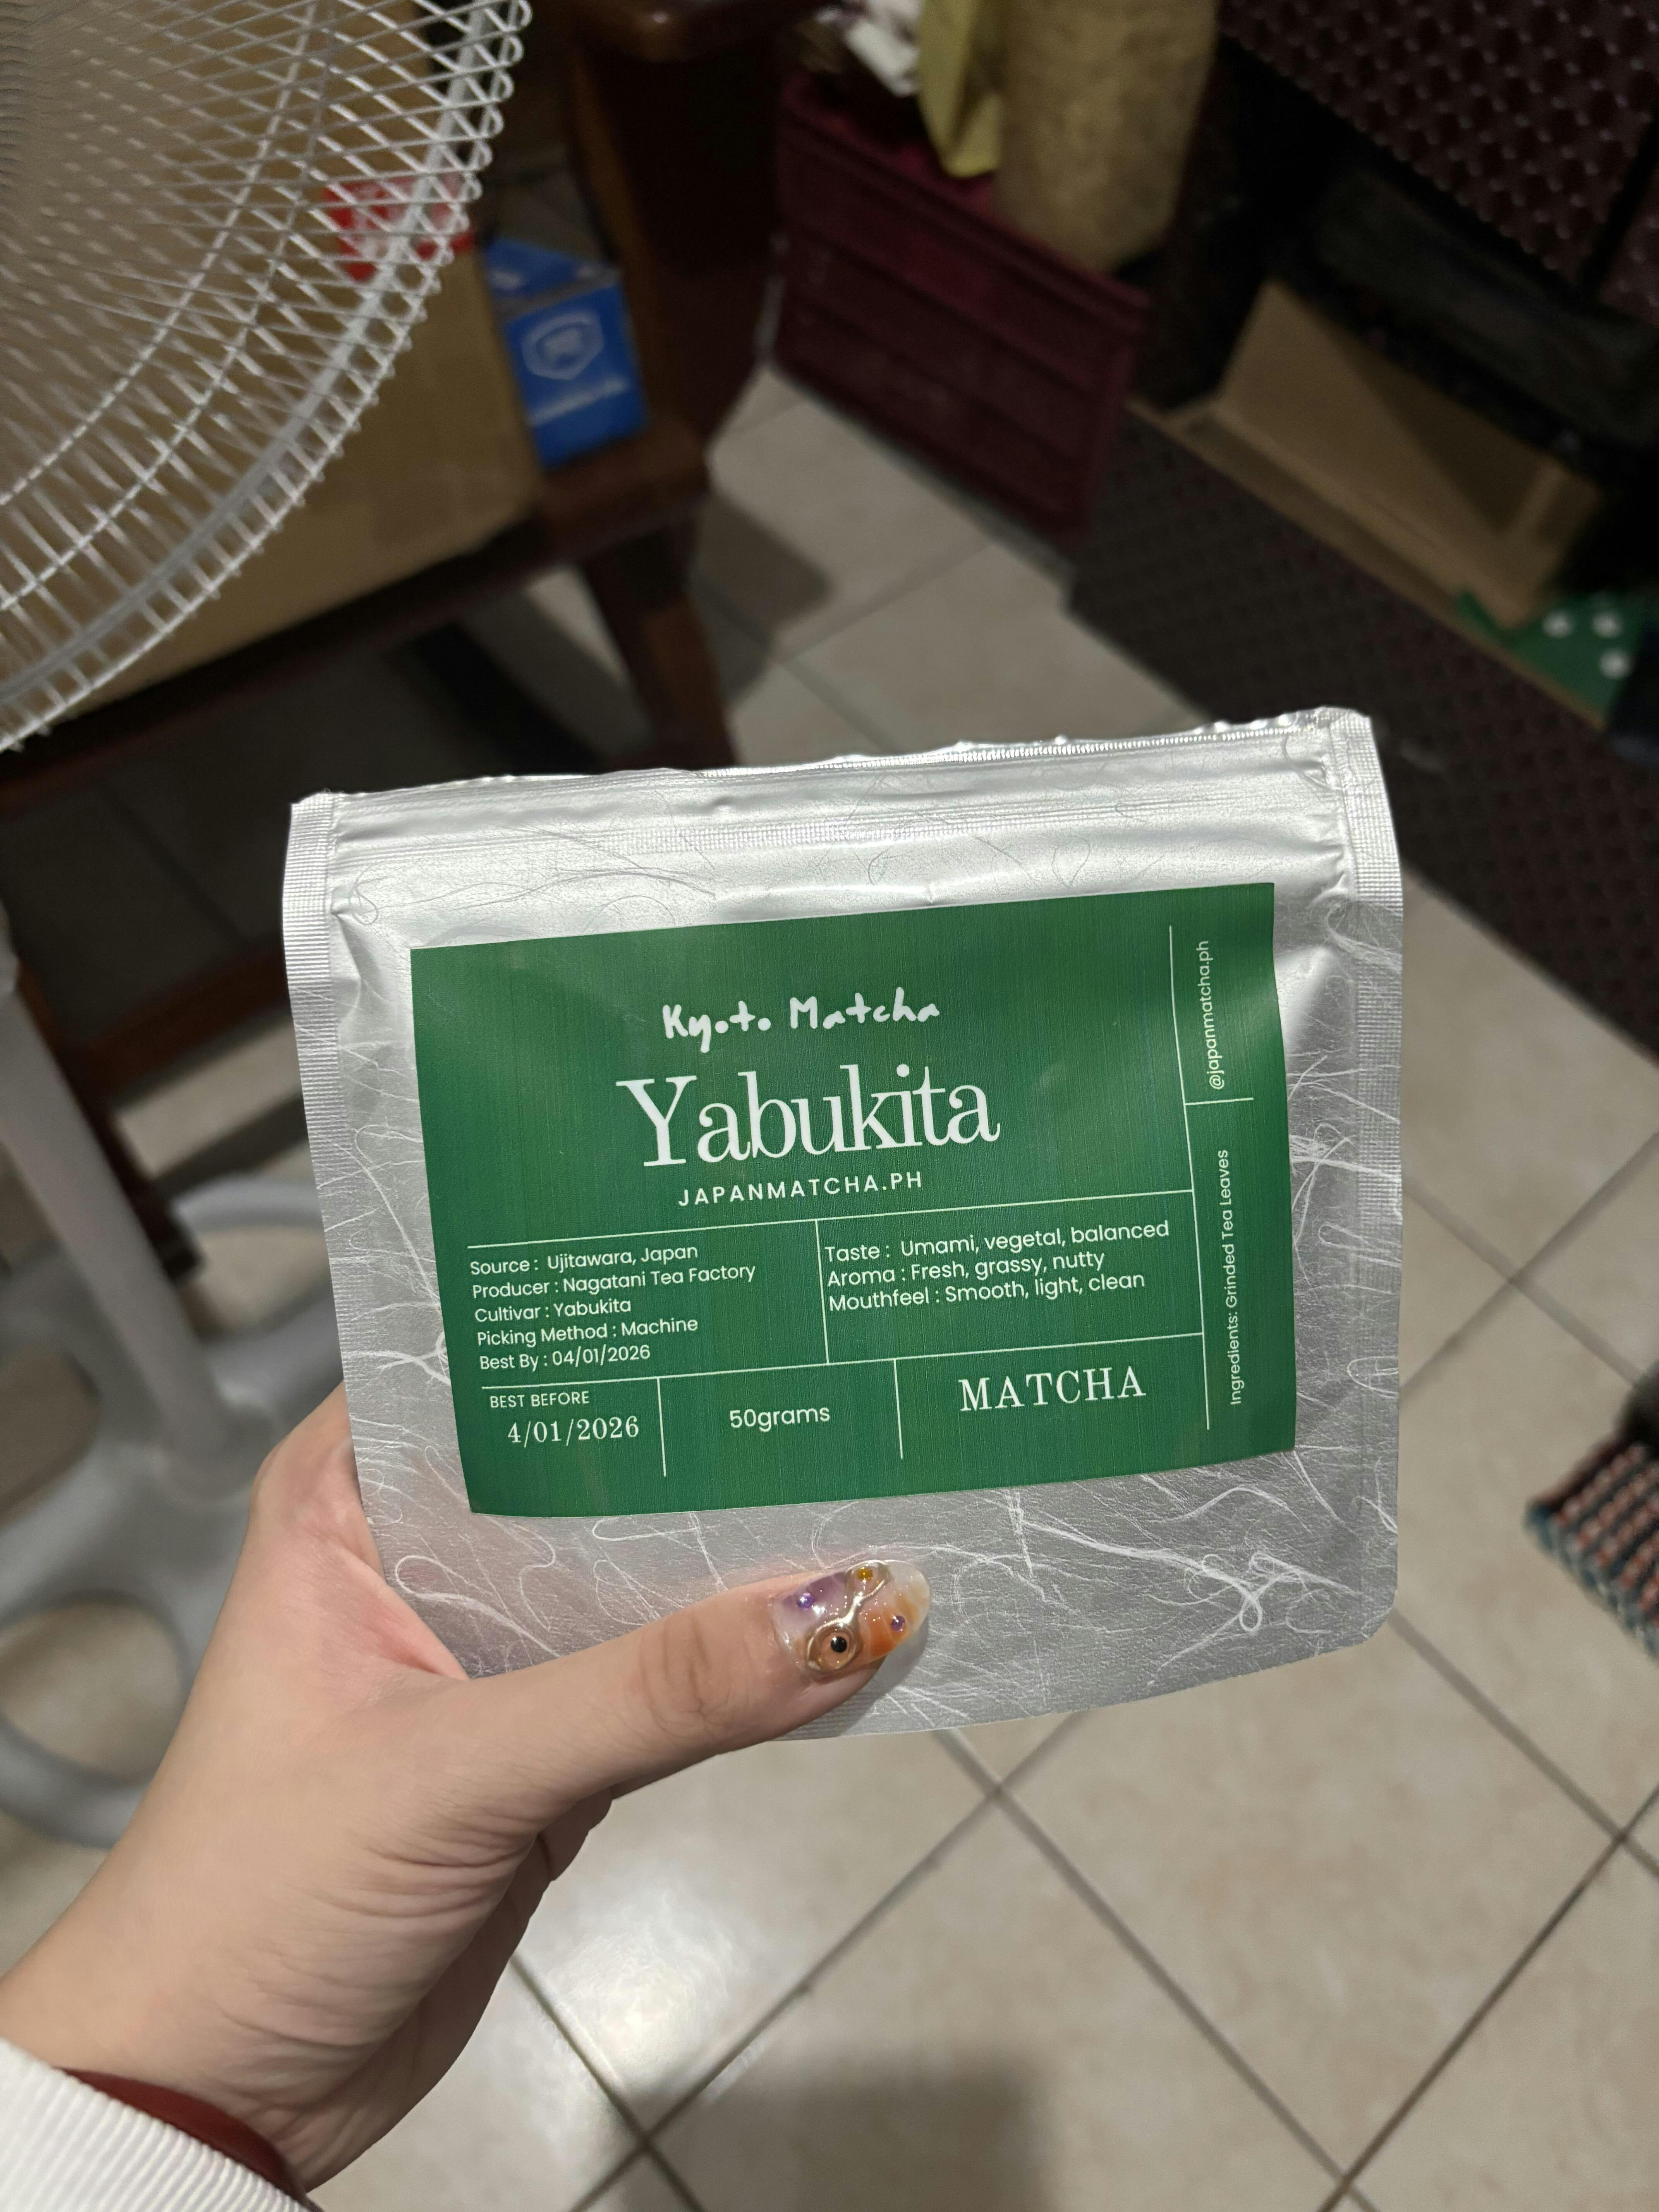 Kyoto Matcha
Yabukita
JAPANMATCHA.PH
Source : Ujitawara, Japan
Producer : Nagatani Tea Factory
Cultivar : Yabukita
Picking Method : Machine
Best By : 04/01/2026
Taste : Umami, vegetal, balanced
Aroma : Fresh, grassy, nutty
Mouthfeel : Smooth, light, clean
BEST BEFORE
4/01/2026
50grams
MATCHA
@japanmatcha.ph
Ingredients: Grinded Tea Leaves